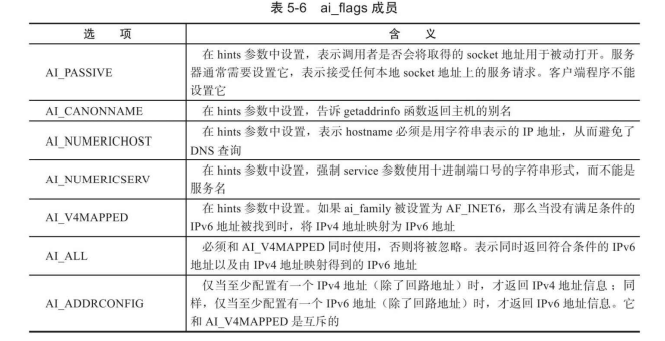 表 5-6 ai_flags 成员
选 项 含 义
AI_PASSIVE
在 hints 参数中设置，表示调用者是否会将取得的 socket 地址用于被动打开。服务
器通常需要设置它，表示接受任何本地 socket 地址上的服务请求。客户端程序不能
设置它
AI_CANONNAME 在 hints 参数中设置，告诉 getaddrinfo 函数返回主机的别名
AI_NUMERICHOST
在 hints 参数中设置，表示 hostname 必须是用字符串表示的 IP 地址，从而避免了
DNS 查询
AI_NUMERICSERV
在 hints 参数中设置，强制 service 参数使用十进制端口号的字符串形式，而不能是
服务名
AI_V4MAPPED
在 hints 参数中设置。如果 ai_family 被设置为 AF_INET6，那么当没有满足条件的
IPv6 地址被找到时，将 IPv4 地址映射为 IPv6 地址
AI_ALL
必须和 AI_V4MAPPED 同时使用，否则将被忽略。表示同时返回符合条件的 IPv6
地址以及由 IPv4 地址映射得到的 IPv6 地址
AI_ADDRCONFIG
仅当至少配置有一个 IPv4 地址（除了回路地址）时，才返回 IPv4 地址信息；同
样，仅当至少配置有一个 IPv6 地址（除了回路地址）时，才返回 IPv6 地址信息。它
和 AI_V4MAPPED 是互斥的